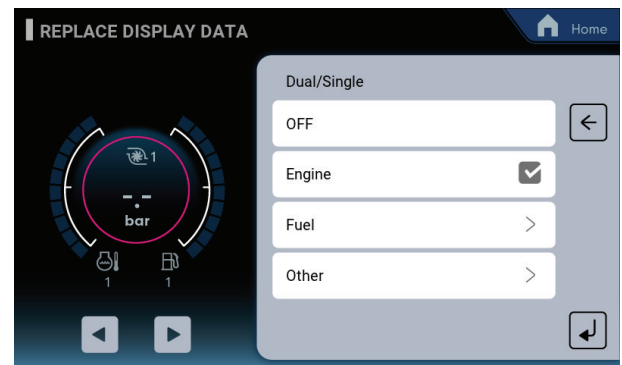 REPLACE DISPLAY DATA
Home
Dual/Single
OFF
Engine
Fuel
Other
1
-.-
bar
1
1